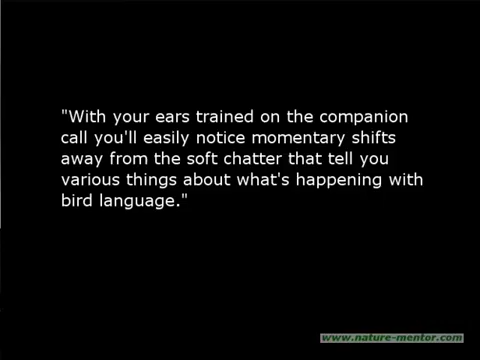 "With your ears trained on the companion
call you'll easily notice momentary shifts
away from the soft chatter that tell you
various things about what's happening with
bird language."
www.nature-mentor.com